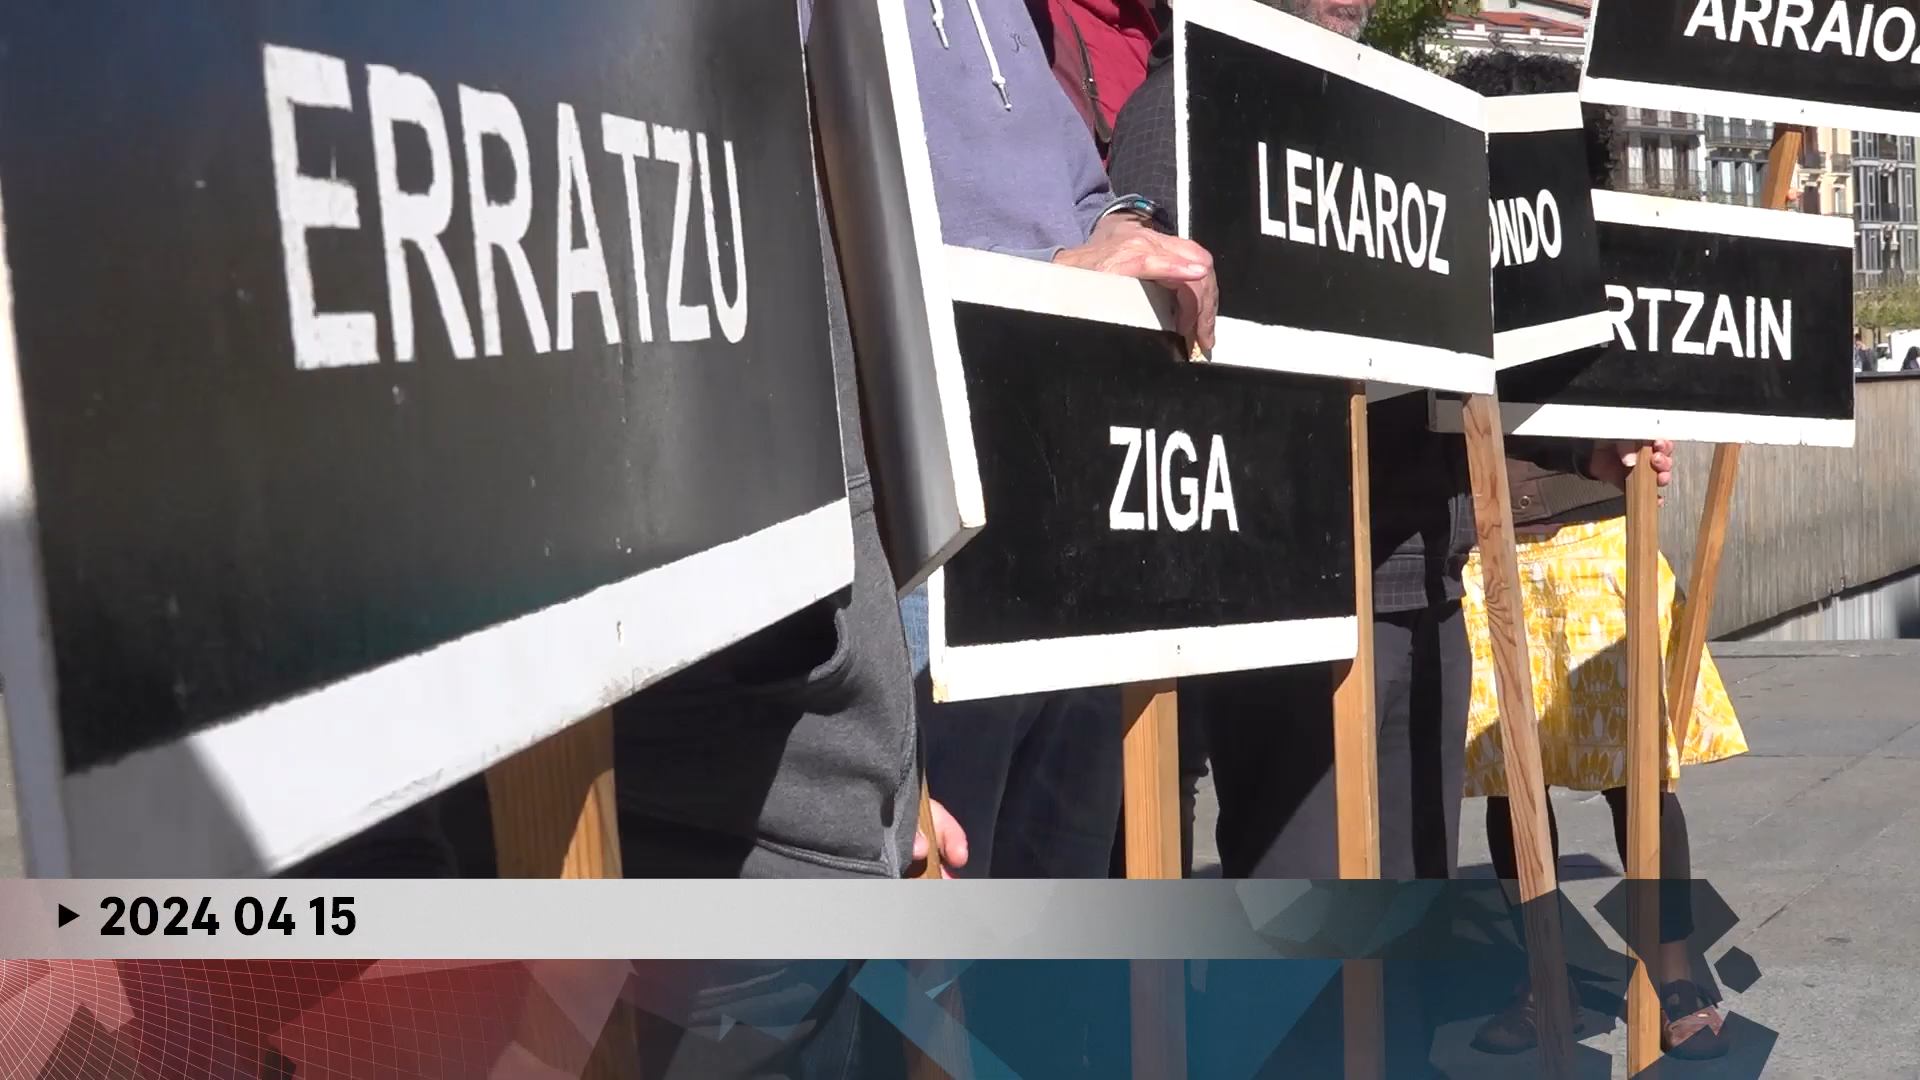 ERRATZU
ZIGA
LEKAROZ
ONDO
RTZAIN
ARRAIOZ
2024 04 15